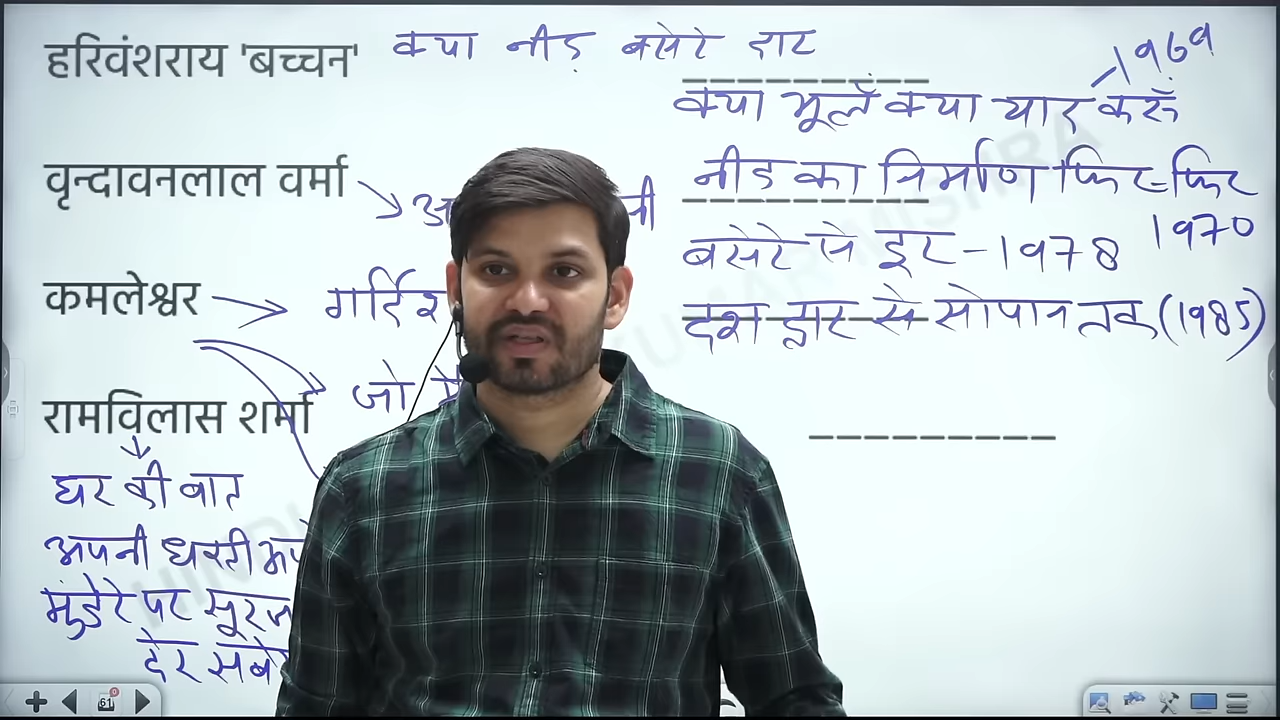 हरिवंशराय 'बच्चन' क्या नीड़ बसेरे द्वार
1969
क्या भूलूँ क्या याद करूँ
नीड का निर्माण फिर-फिर
1970
वृन्दावनलाल वर्मा
बसेरे से दूर - 1978
कमलेश्वर
दश द्वार से सोपान तक (1985)
जो
रामविलास शर्मा
घर की बात
अपनी धरती
मुंडेरे पर सूरज
देर सबेर
61